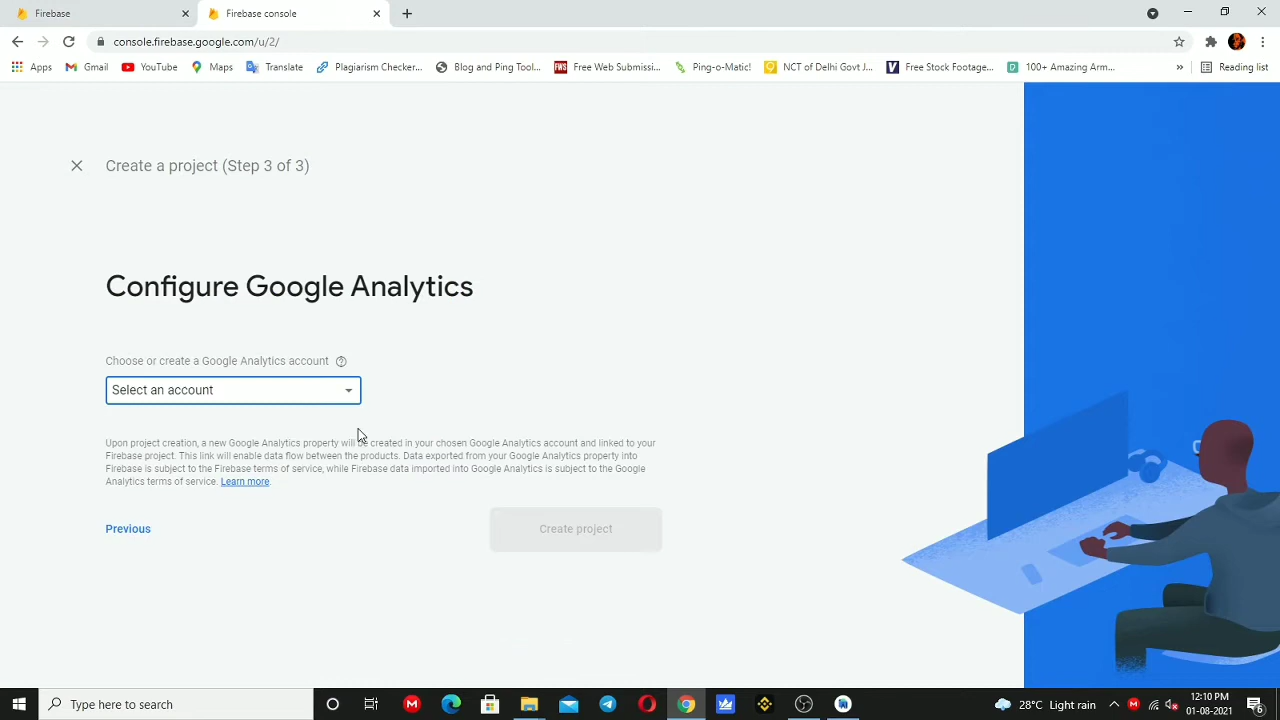 Firebase
Firebase console
console.firebase.google.com/u/2/
Apps
Gmail
YouTube
Maps
Translate
Plagiarism Checker...
Blog and Ping Tool...
FWS
Free Web Submissi...
Ping-o-Matic!
NCT of Delhi Govt J...
Free Stock Footage...
100+ Amazing Arm...
»
Reading list
Create a project (Step 3 of 3)
Configure Google Analytics
Choose or create a Google Analytics account
Select an account
Upon project creation, a new Google Analytics property will be created in your chosen Google Analytics account and linked to your
Firebase project. This link will enable data flow between the products. Data exported from your Google Analytics property into
Firebase is subject to the Firebase terms of service, while Firebase data imported into Google Analytics is subject to the Google
Analytics terms of service. Learn more.
Previous
Create project
Type here to search
28°C Light rain
12:10 PM
01-08-2021
6